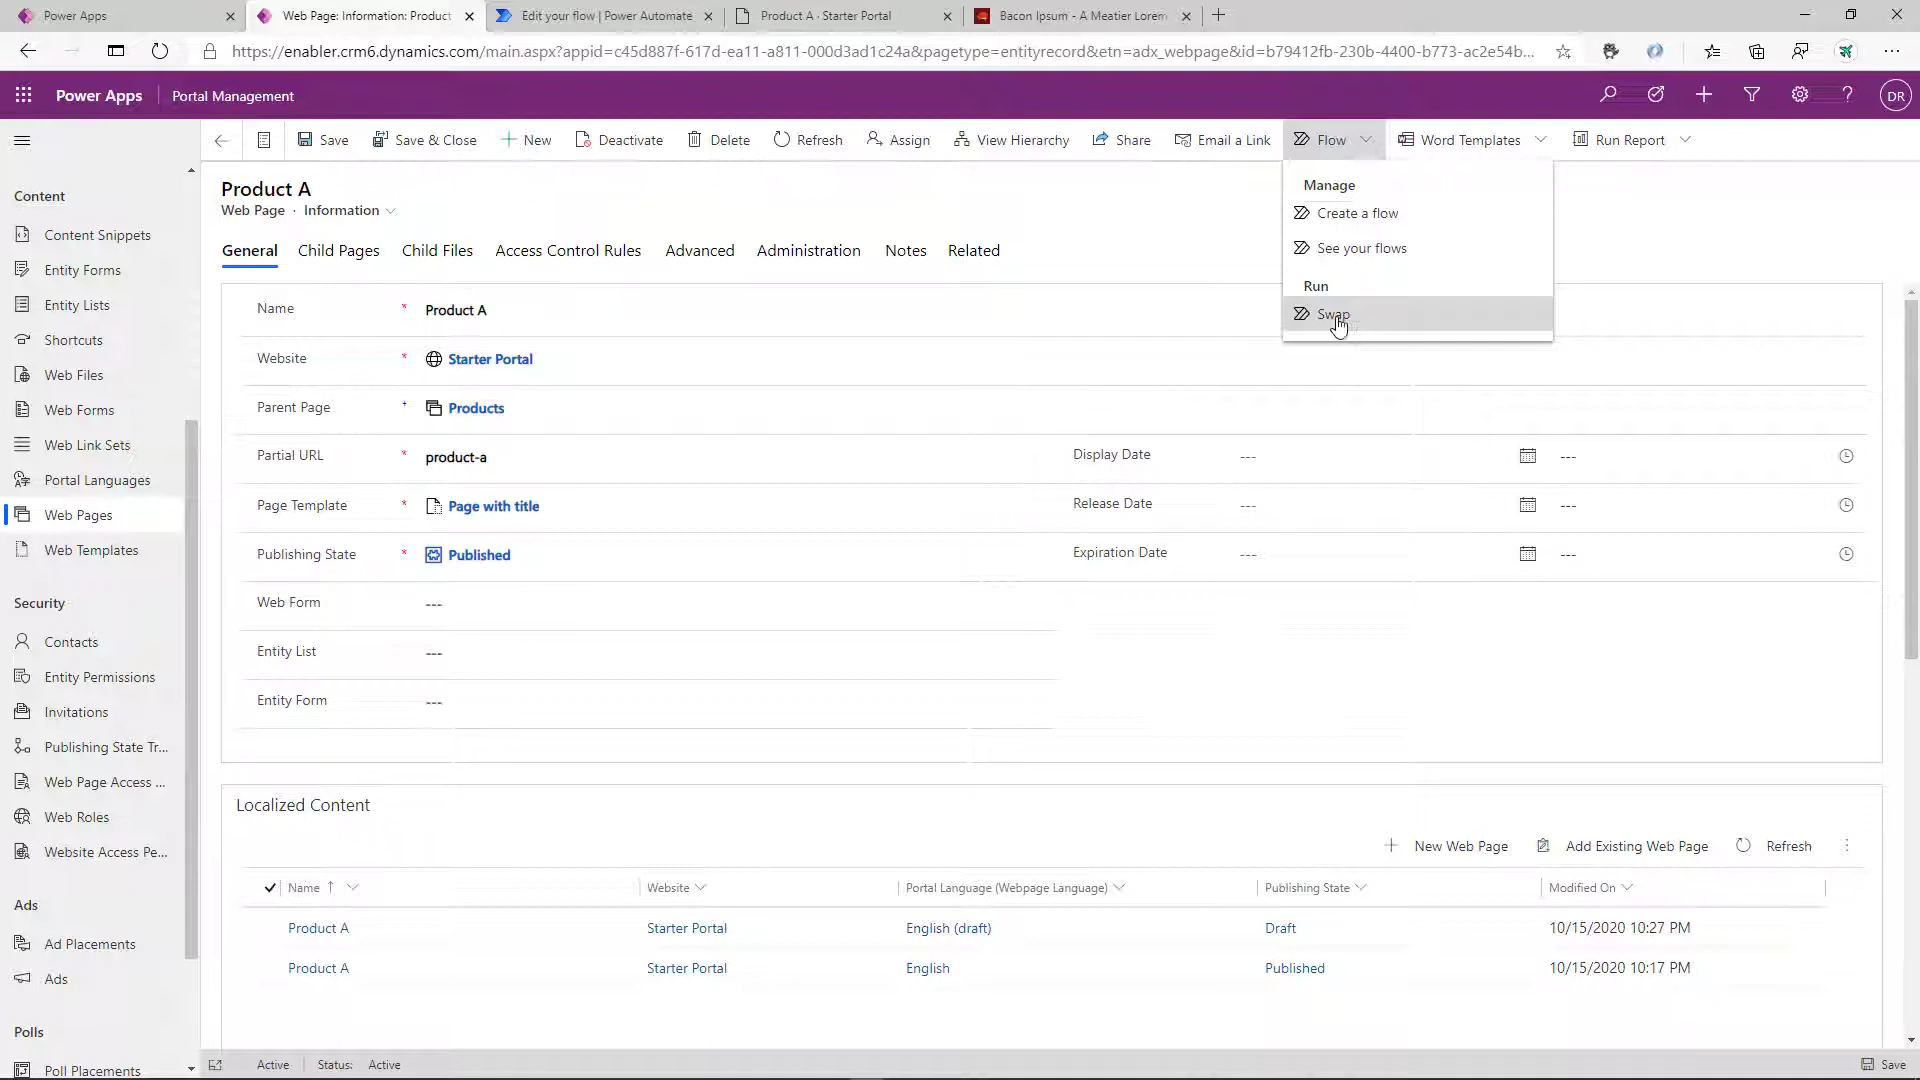 Power Apps
Web Page: Information: Product
Edit your flow | Power Automate
Product A · Starter Portal
Bacon Ipsum - A Meatier Lorem
https://enabler.crm6.dynamics.com/main.aspx?appid=c45d887f-617d-ea11-a811-000d3ad1c24a&pagetype=entityrecord&etn=adx_webpage&id=b79412fb-230b-4400-b773-ac2e54b...
Power Apps
Portal Management
DR
Save
Save & Close
New
Deactivate
Delete
Refresh
Assign
View Hierarchy
Share
Email a Link
Flow
Word Templates
Run Report
Manage
Create a flow
See your flows
Run
Swap
Content
Content Snippets
Entity Forms
Entity Lists
Shortcuts
Web Files
Web Forms
Web Link Sets
Portal Languages
Web Pages
Web Templates
Security
Contacts
Entity Permissions
Invitations
Publishing State Tr...
Web Page Access ...
Web Roles
Website Access Pe...
Ads
Ad Placements
Ads
Polls
Poll Placements
Product A
Web Page · Information
General
Child Pages
Child Files
Access Control Rules
Advanced
Administration
Notes
Related
Name * Product A
Website * Starter Portal
Parent Page + Products
Partial URL * product-a
Display Date --- ---
Page Template * Page with title
Release Date --- ---
Publishing State * Published
Expiration Date --- ---
Web Form ---
Entity List ---
Entity Form ---
Localized Content
New Web Page
Add Existing Web Page
Refresh
Name ↑
Website
Portal Language (Webpage Language)
Publishing State
Modified On
Product A Starter Portal English (draft) Draft 10/15/2020 10:27 PM
Product A Starter Portal English Published 10/15/2020 10:17 PM
Active
Status: Active
Save